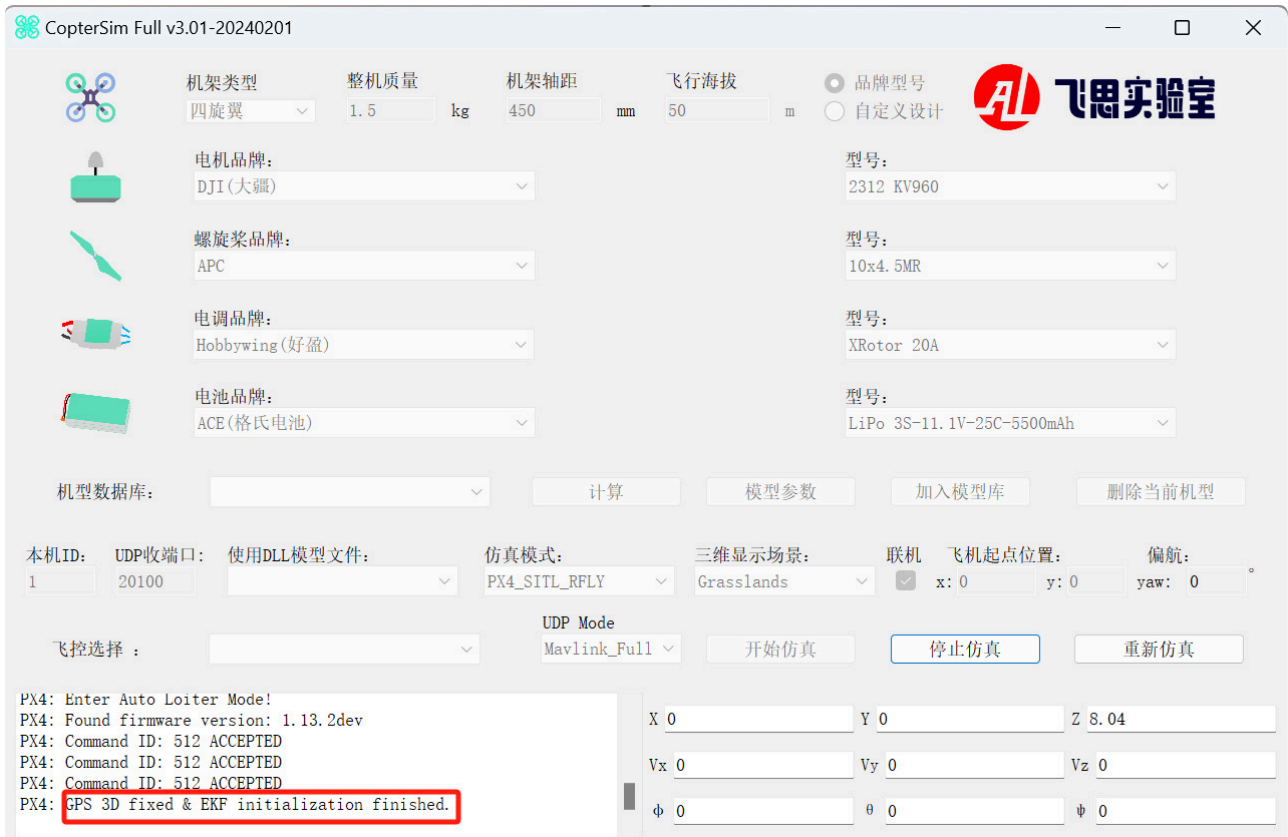 CopterSim Full v3.01-20240201
机架类型 整机质量 机架轴距 飞行海拔 品牌型号
四旋翼 1.5 kg 450 mm 50 m 自定义设计
AL 飞思实验室
电机品牌： 型号：
DJI(大疆) 2312 KV960
螺旋桨品牌： 型号：
APC 10x4.5MR
电调品牌： 型号：
Hobbywing(好盈) XRotor 20A
电池品牌： 型号：
ACE(格氏电池) LiPo 3S-11.1V-25C-5500mAh
机型数据库： 计算 模型参数 加入模型库 删除当前机型
本机ID： UDP收端口： 使用DLL模型文件： 仿真模式： 三维显示场景： 联机 飞机起点位置： 偏航：
1 20100 PX4_SITL_RFLY Grasslands x: 0 y: 0 yaw: 0 °
UDP Mode
飞控选择 ： Mavlink_Full 开始仿真 停止仿真 重新仿真
PX4: Enter Auto Loiter Mode!
PX4: Found firmware version: 1.13.2dev
PX4: Command ID: 512 ACCEPTED
PX4: Command ID: 512 ACCEPTED
PX4: Command ID: 512 ACCEPTED
PX4: GPS 3D fixed & EKF initialization finished.
X 0 Y 0 Z 8.04
Vx 0 Vy 0 Vz 0
ϕ 0 θ 0 ψ 0